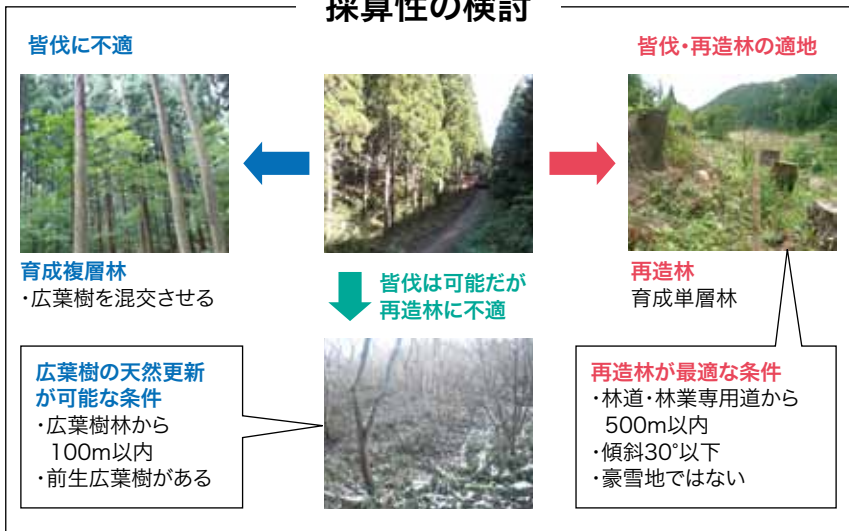 採算性の検討
皆伐に不適
皆伐・再造林の適地
育成複層林
・広葉樹を混交させる
皆伐は可能だが
再造林に不適
再造林
育成単層林
広葉樹の天然更新
が可能な条件
・広葉樹林から
100m以内
・前生広葉樹がある
再造林が最適な条件
・林道・林業専用道から
500m以内
・傾斜30°以下
・豪雪地ではない